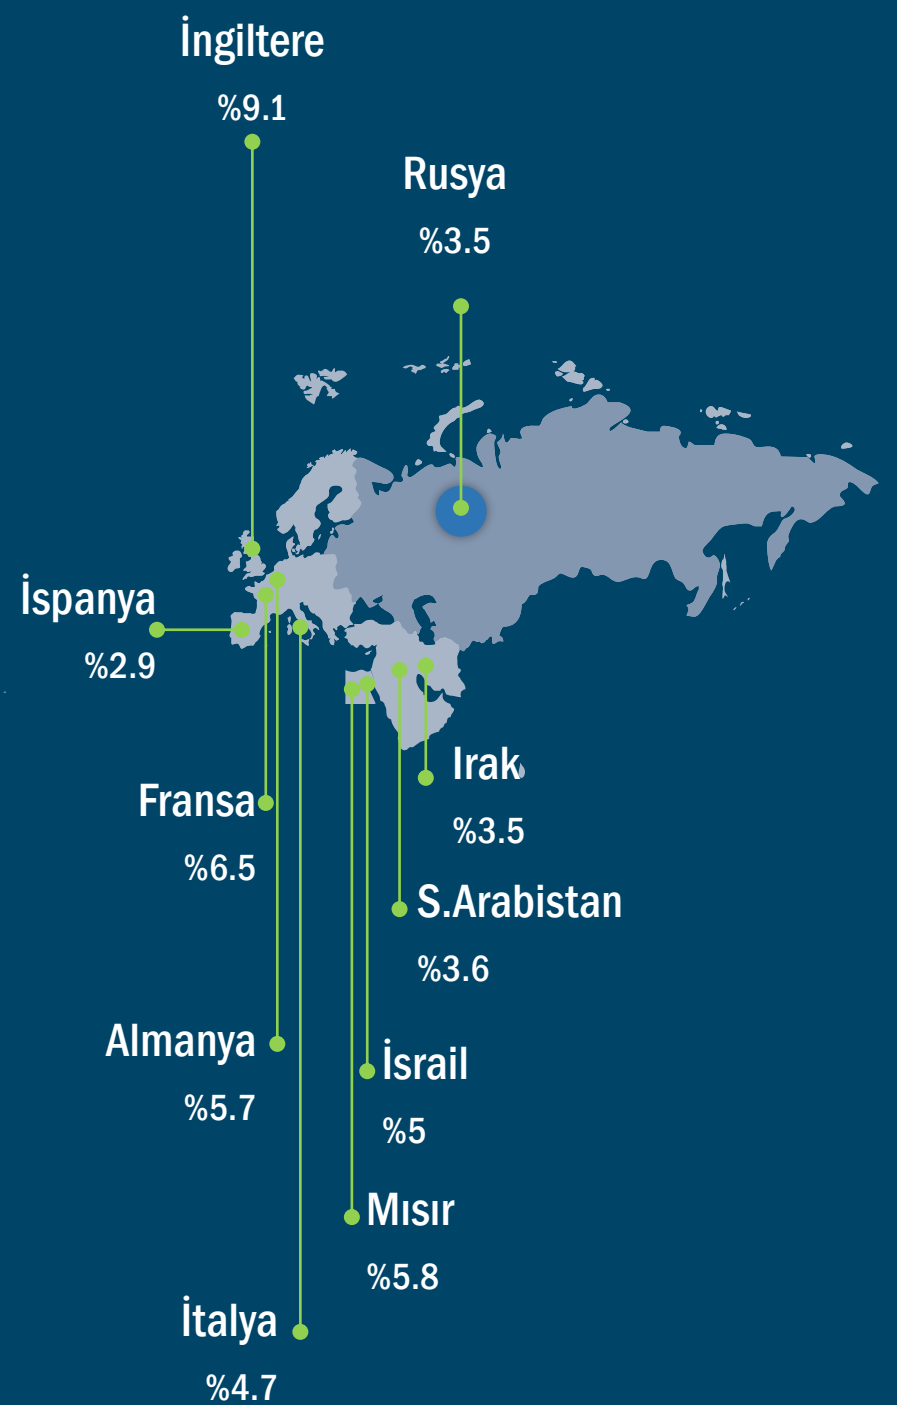 İngiltere
%9.1
Rusya
%3.5
İspanya
%2.9
Irak
%3.5
Fransa
%6.5
S.Arabistan
%3.6
Almanya
%5.7
İsrail
%5
Mısır
%5.8
İtalya
%4.7